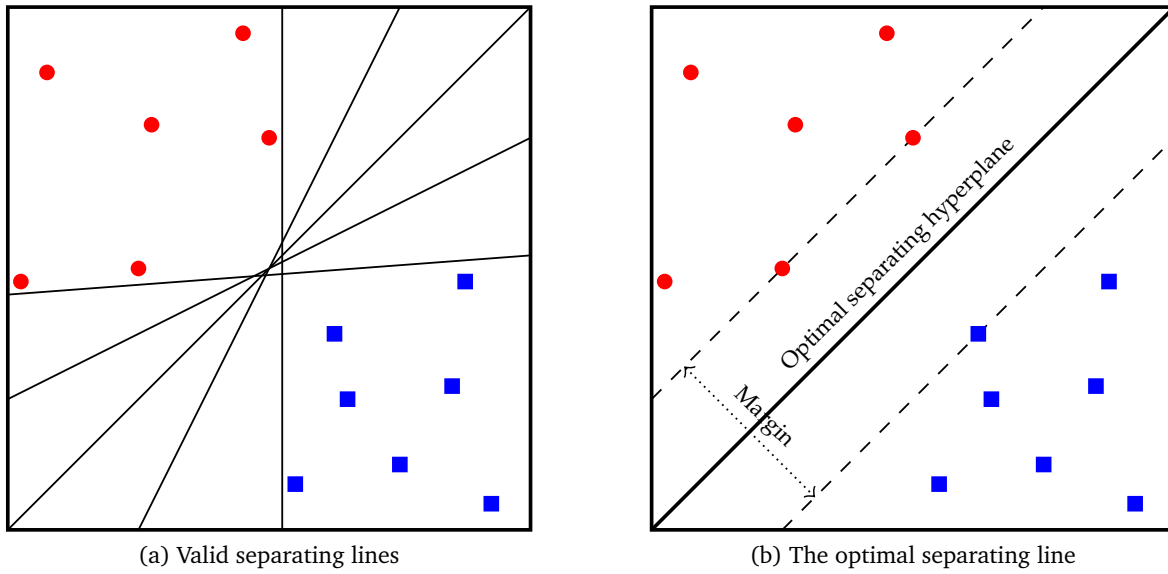 Optimal separating hyperplane
Margin
(a) Valid separating lines
(b) The optimal separating line